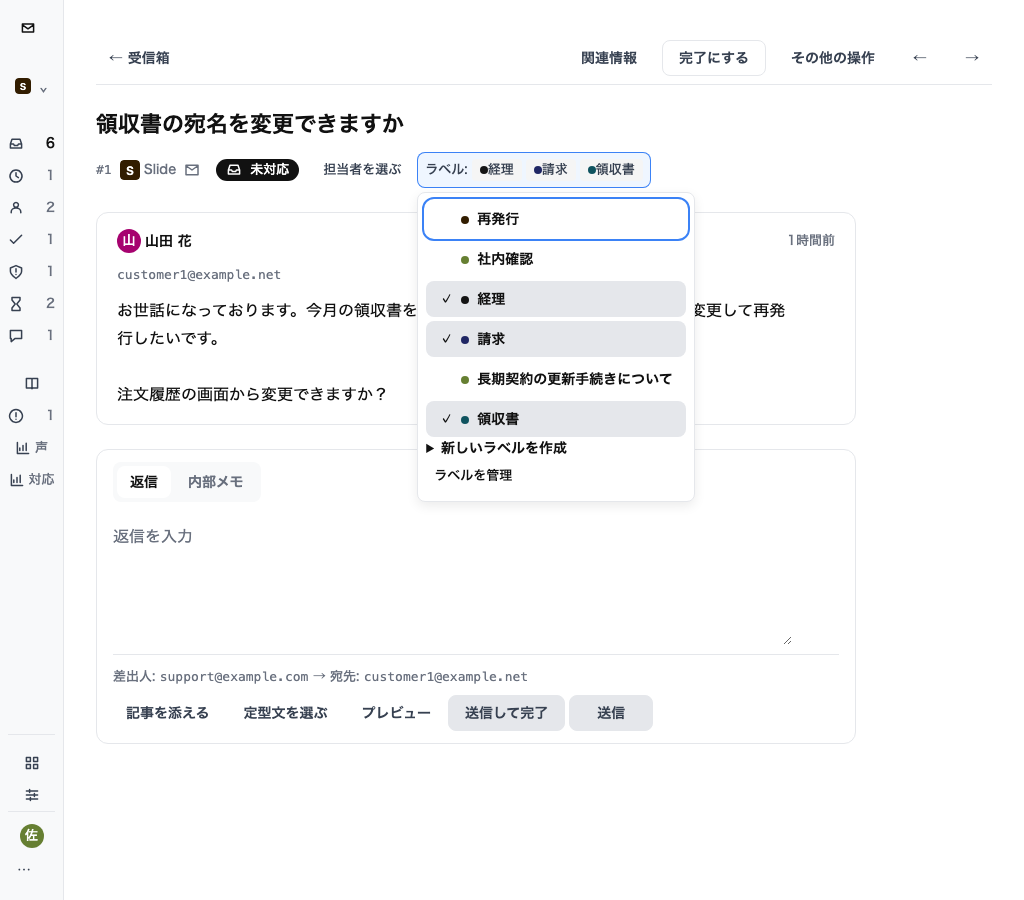 ← 受信箱
関連情報
完了にする
その他の操作
←
→
領収書の宛名を変更できますか
#1 S Slide 未対応 担当者を選ぶ ラベル: 経理 請求 領収書
S
6
1
2
1
1
2
1
1
声
対応
佐
…
再発行
社内確認
✓ 経理
✓ 請求
長期契約の更新手続きについて
✓ 領収書
▶ 新しいラベルを作成
ラベルを管理
山 山田 花
1時間前
customer1@example.net
お世話になっております。今月の領収書を
変更して再発
行したいです。
注文履歴の画面から変更できますか？
返信 内部メモ
返信を入力
差出人: support@example.com → 宛先: customer1@example.net
記事を添える 定型文を選ぶ プレビュー 送信して完了 送信